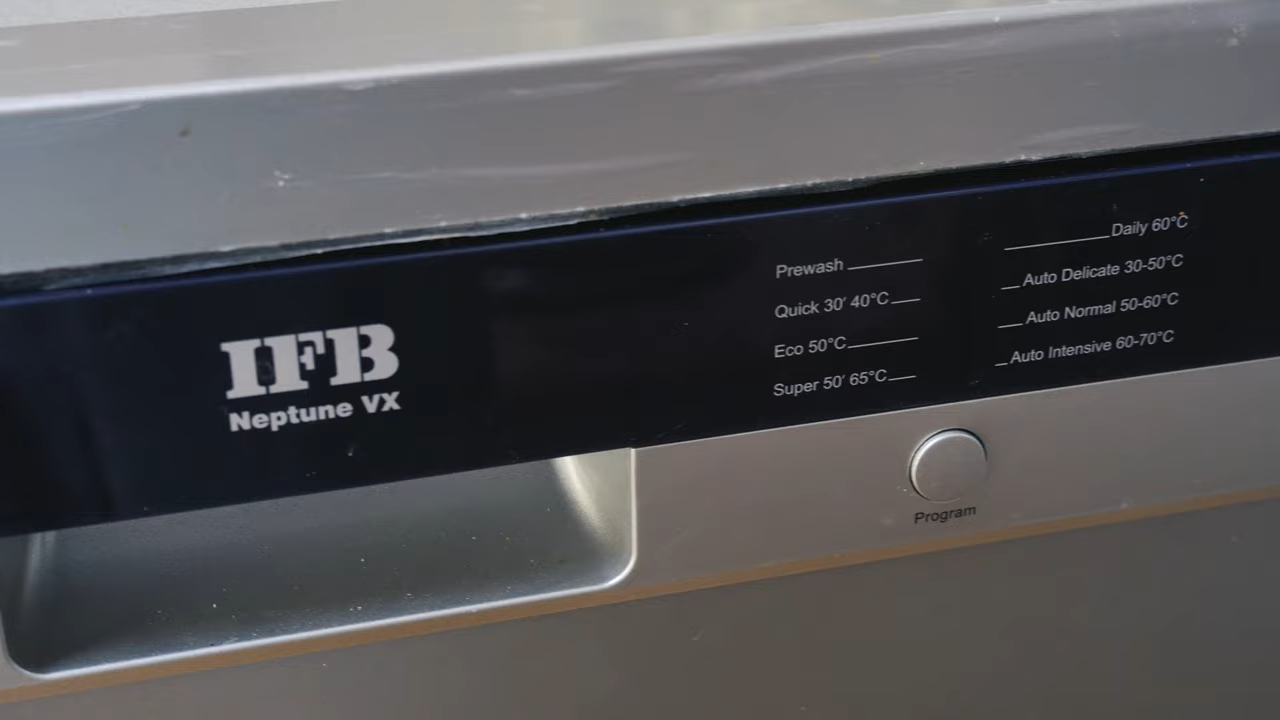 IFB
Neptune VX
Prewash
Quick 30' 40°C
Eco 50°C
Super 50' 65°C
Daily 60°C
Auto Delicate 30-50°C
Auto Normal 50-60°C
Auto Intensive 60-70°C
Program